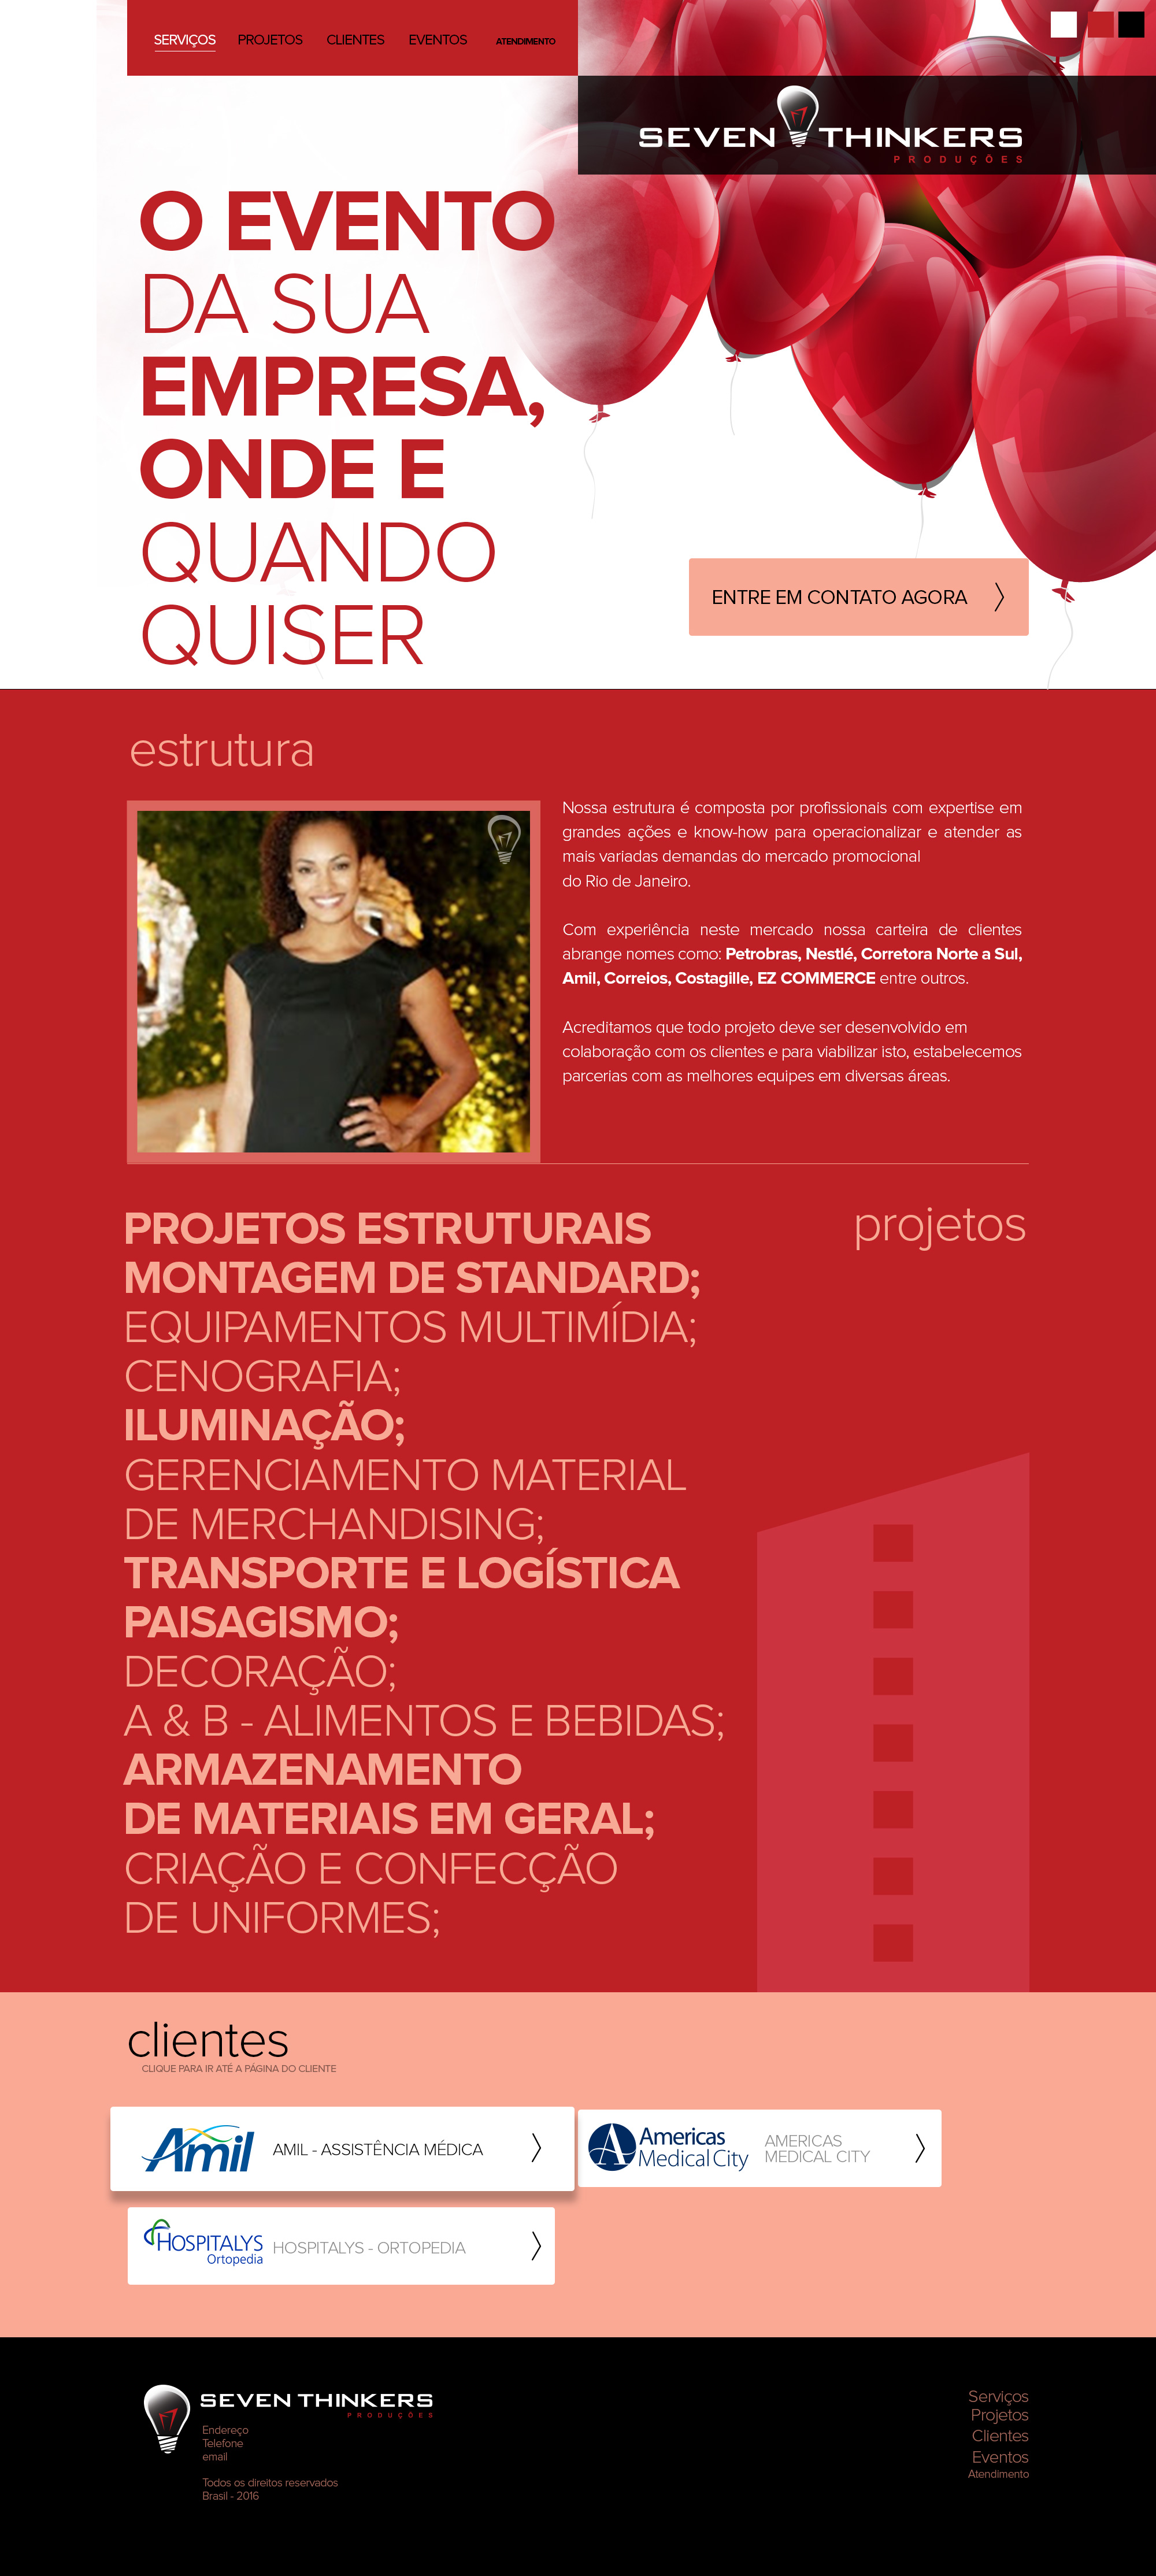 SERVIÇOS PROJETOS CLIENTES EVENTOS ATENDIMENTO
SEVEN THINKERS
PRODUÇÕES
O EVENTO
DA SUA
EMPRESA,
ONDE E
QUANDO
QUISER
ENTRE EM CONTATO AGORA
estrutura
Nossa estrutura é composta por profissionais com expertise em
grandes ações e know-how para operacionalizar e atender as
mais variadas demandas do mercado promocional
do Rio de Janeiro.
Com experiência neste mercado nossa carteira de clientes
abrange nomes como: Petrobras, Nestlé, Corretora Norte a Sul,
Amil, Correios, Costagille, EZ COMMERCE entre outros.
Acreditamos que todo projeto deve ser desenvolvido em
colaboração com os clientes e para viabilizar isto, estabelecemos
parcerias com as melhores equipes em diversas áreas.
projetos
PROJETOS ESTRUTURAIS
MONTAGEM DE STANDARD;
EQUIPAMENTOS MULTIMÍDIA;
CENOGRAFIA;
ILUMINAÇÃO;
GERENCIAMENTO MATERIAL
DE MERCHANDISING;
TRANSPORTE E LOGÍSTICA
PAISAGISMO;
DECORAÇÃO;
A & B - ALIMENTOS E BEBIDAS;
ARMAZENAMENTO
DE MATERIAIS EM GERAL;
CRIAÇÃO E CONFECÇÃO
DE UNIFORMES;
clientes
CLIQUE PARA IR ATÉ A PÁGINA DO CLIENTE
Amil
AMIL - ASSISTÊNCIA MÉDICA
Americas
Medical City
AMERICAS
MEDICAL CITY
HOSPITALYS
Ortopedia
HOSPITALYS - ORTOPEDIA
SEVEN THINKERS
PRODUÇÕES
Endereço
Telefone
email
Todos os direitos reservados
Brasil - 2016
Serviços
Projetos
Clientes
Eventos
Atendimento